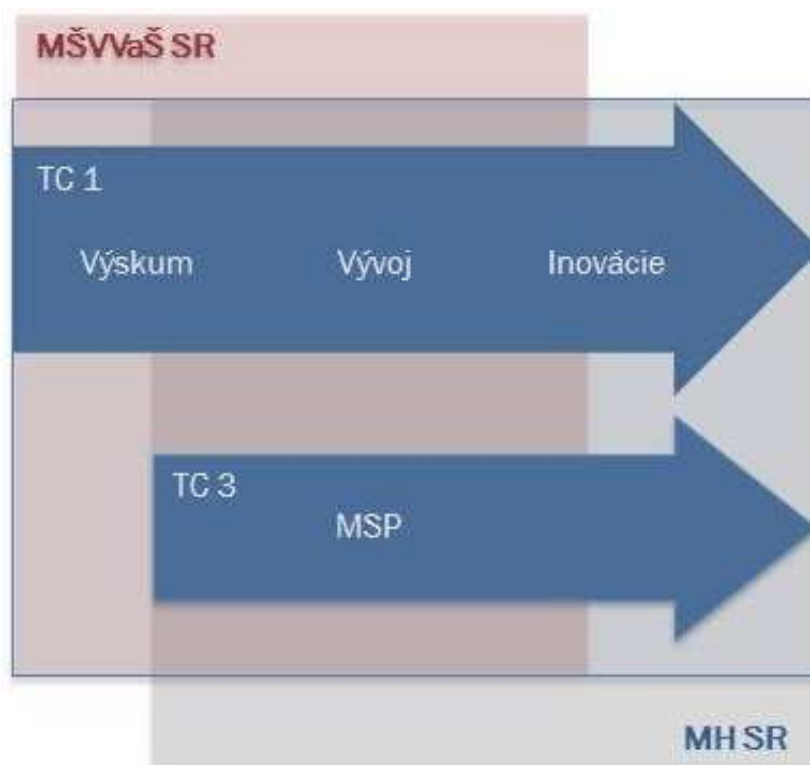 MŠVVaŠ SR
TC 1
Výskum Vývoj Inovácie
TC 3
MSP
MH SR